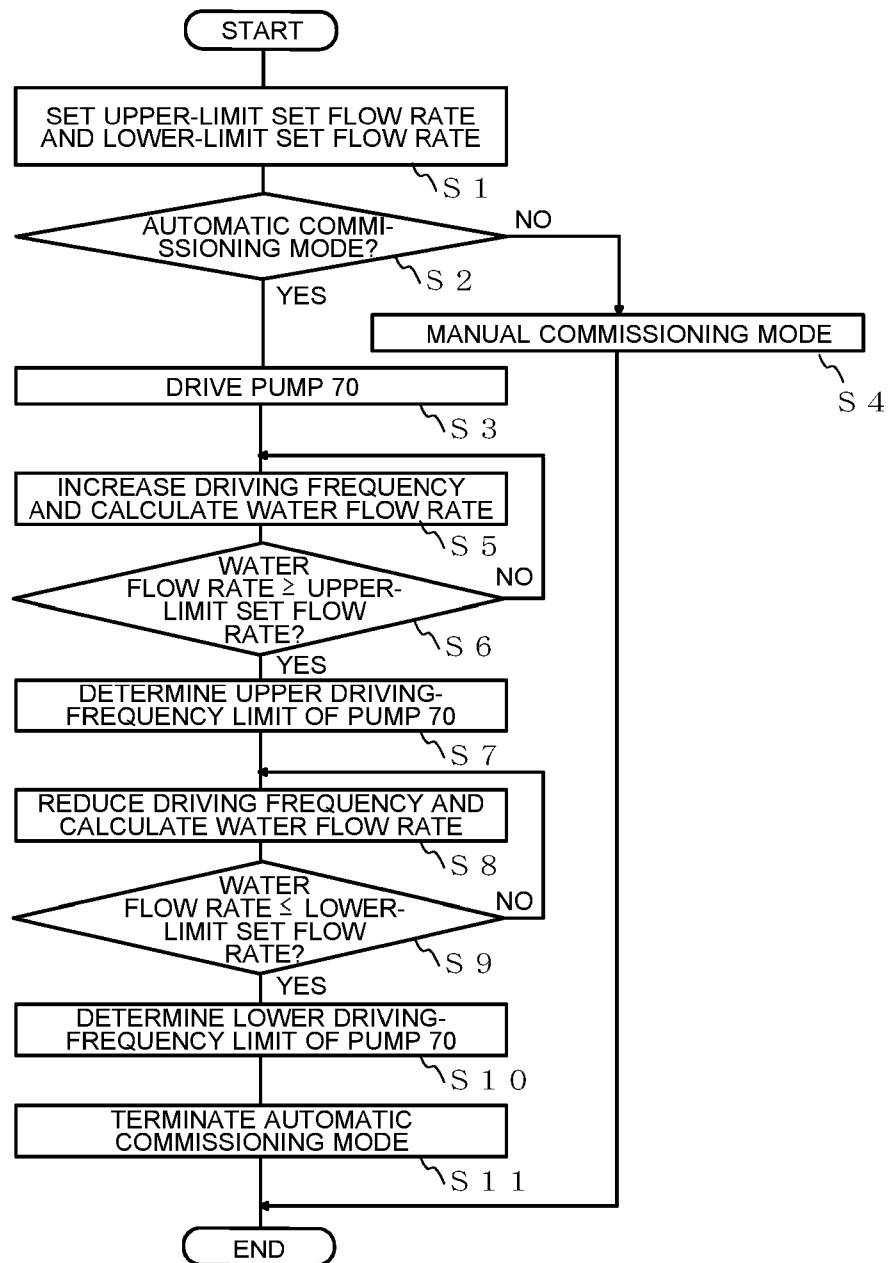 START
SET UPPER-LIMIT SET FLOW RATE
AND LOWER-LIMIT SET FLOW RATE
S 1
AUTOMATIC COMMI-
SSIONING MODE?
NO
S 2
YES
MANUAL COMMISSIONING MODE
S 4
DRIVE PUMP 70
S 3
INCREASE DRIVING FREQUENCY
AND CALCULATE WATER FLOW RATE
S 5
WATER
FLOW RATE ≥ UPPER-
LIMIT SET FLOW
RATE?
NO
S 6
YES
DETERMINE UPPER DRIVING-
FREQUENCY LIMIT OF PUMP 70
S 7
REDUCE DRIVING FREQUENCY AND
CALCULATE WATER FLOW RATE
S 8
WATER
FLOW RATE ≤ LOWER-
LIMIT SET FLOW
RATE?
NO
S 9
YES
DETERMINE LOWER DRIVING-
FREQUENCY LIMIT OF PUMP 70
S 1 0
TERMINATE AUTOMATIC
COMMISSIONING MODE
S 1 1
END